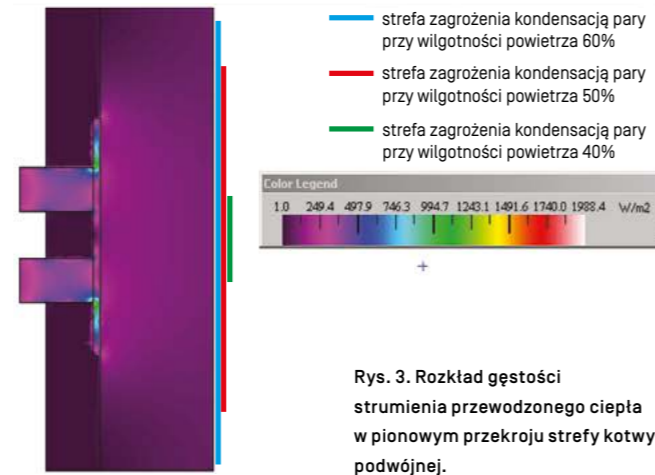 strefa zagrożenia kondensacją pary
przy wilgotności powietrza 60%
strefa zagrożenia kondensacją pary
przy wilgotności powietrza 50%
strefa zagrożenia kondensacją pary
przy wilgotności powietrza 40%
Color Legend
1.0 249.4 497.9 746.3 994.7 1243.1 1491.6 1740.0 1988.4 W/m2
Rys. 3. Rozkład gęstości
strumienia przewodzonego ciepła
w pionowym przekroju strefy kotwy
podwójnej.